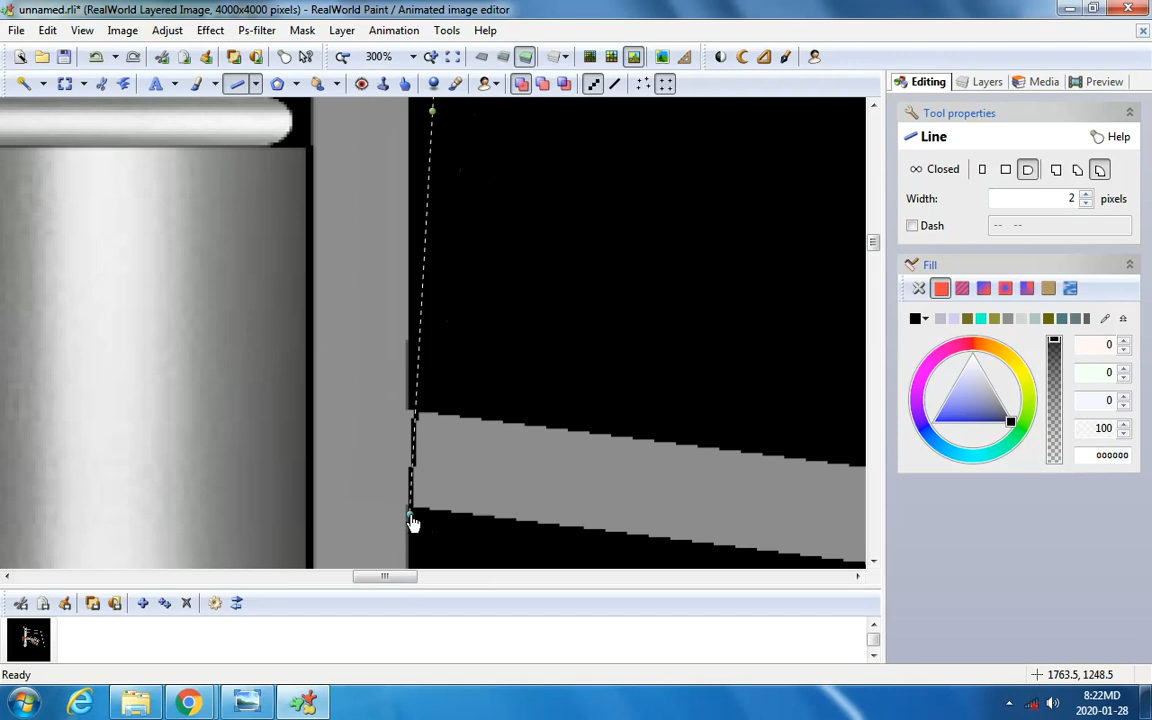 unnamed.rli* (RealWorld Layered Image, 4000x4000 pixels) - RealWorld Paint / Animated image editor
File Edit View Image Adjust Effect Ps-filter Mask Layer Animation Tools Help
300%
Editing Layers Media Preview
Tool properties
Line Help
Closed
Width: 2 pixels
Dash -- --
Fill
0
0
0
100
000000
Ready 1763.5, 1248.5
8:22MD
2020-01-28